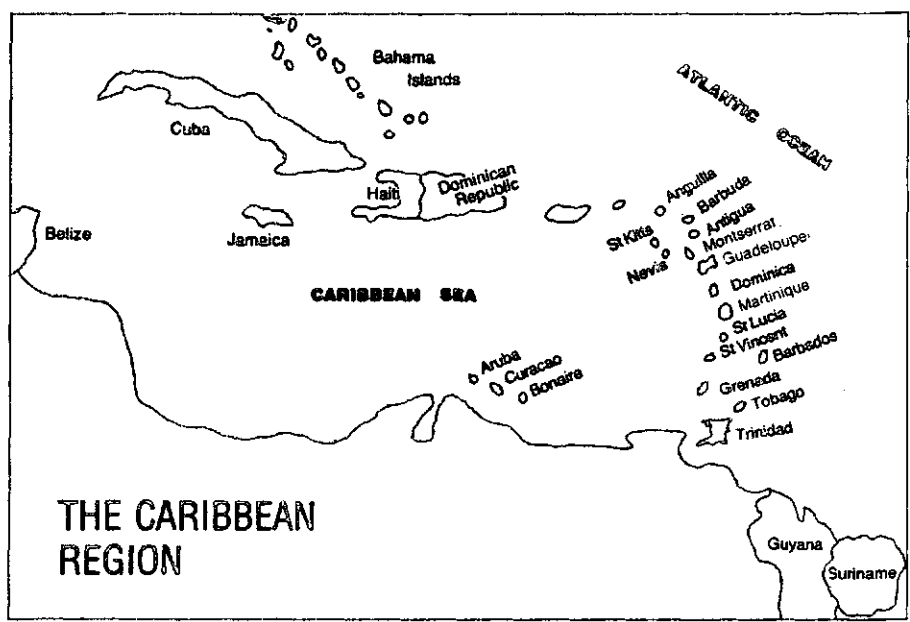 Bahama
Islands
ATLANTIC OCEAN
Cuba
Haiti
Dominican
Republic
Anguilla
Barbuda
Antigua
Montserrat
Guadeloupe
St Kitts
Nevis
Belize
Jamaica
CARIBBEAN SEA
Dominica
Martinique
St Lucia
St Vincent
Barbados
Aruba
Curacao
Bonaire
Grenada
Tobago
Trinidad
THE CARIBBEAN
REGION
Guyana
Suriname